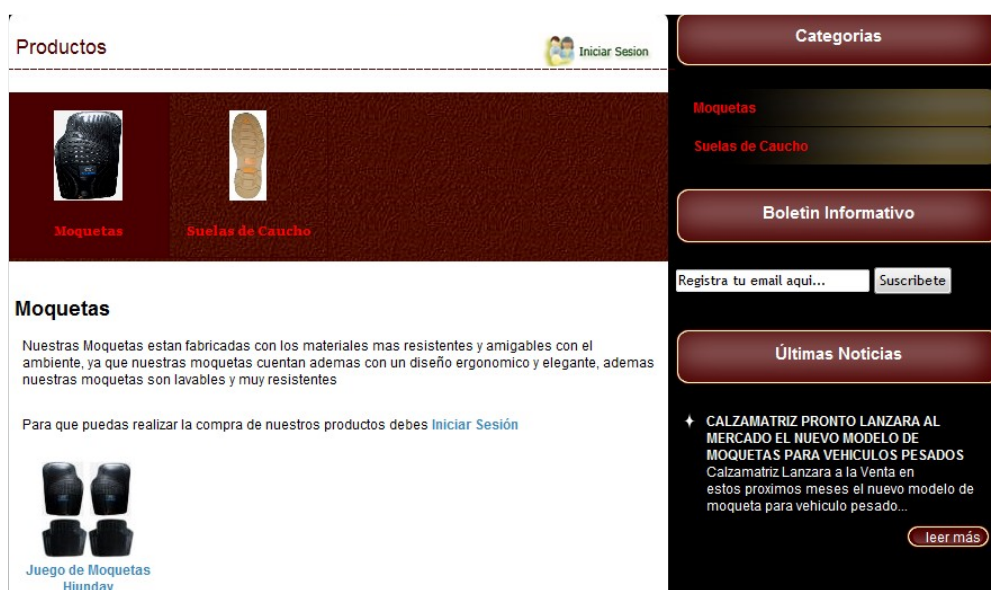 Productos
Iniciar Sesion
Moquetas
Suelas de Caucho
Moquetas
Nuestras Moquetas estan fabricadas con los materiales mas resistentes y amigables con el
ambiente, ya que nuestras moquetas cuentan ademas con un diseño ergonomico y elegante, ademas
nuestras moquetas son lavables y muy resistentes
Para que puedas realizar la compra de nuestros productos debes Iniciar Sesión
Juego de Moquetas
Hiunday
Categorias
Moquetas
Suelas de Caucho
Boletìn Informativo
Registra tu email aqui...
Suscribete
Últimas Noticias
CALZAMATRIZ PRONTO LANZARA AL
MERCADO EL NUEVO MODELO DE
MOQUETAS PARA VEHICULOS PESADOS
Calzamatriz Lanzara a la Venta en
estos proximos meses el nuevo modelo de
moqueta para vehiculo pesado...
leer más